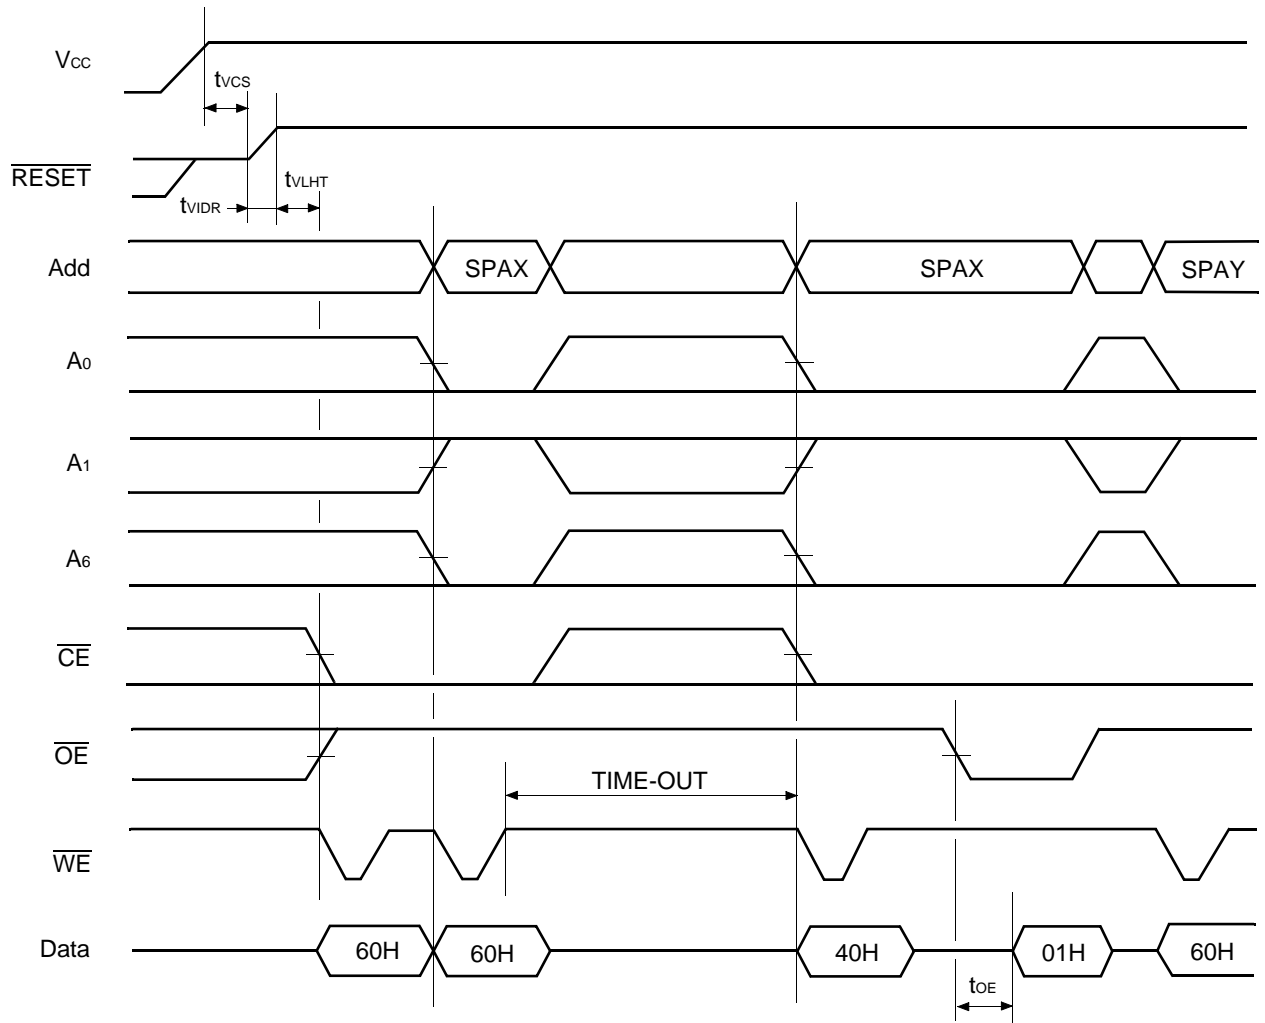 VCC
tVCS
RESET
tVLHT
tVIDR
Add
SPAX
SPAX
SPAY
A0
A1
A6
CE
OE
TIME-OUT
WE
Data
60H
60H
40H
01H
60H
tOE